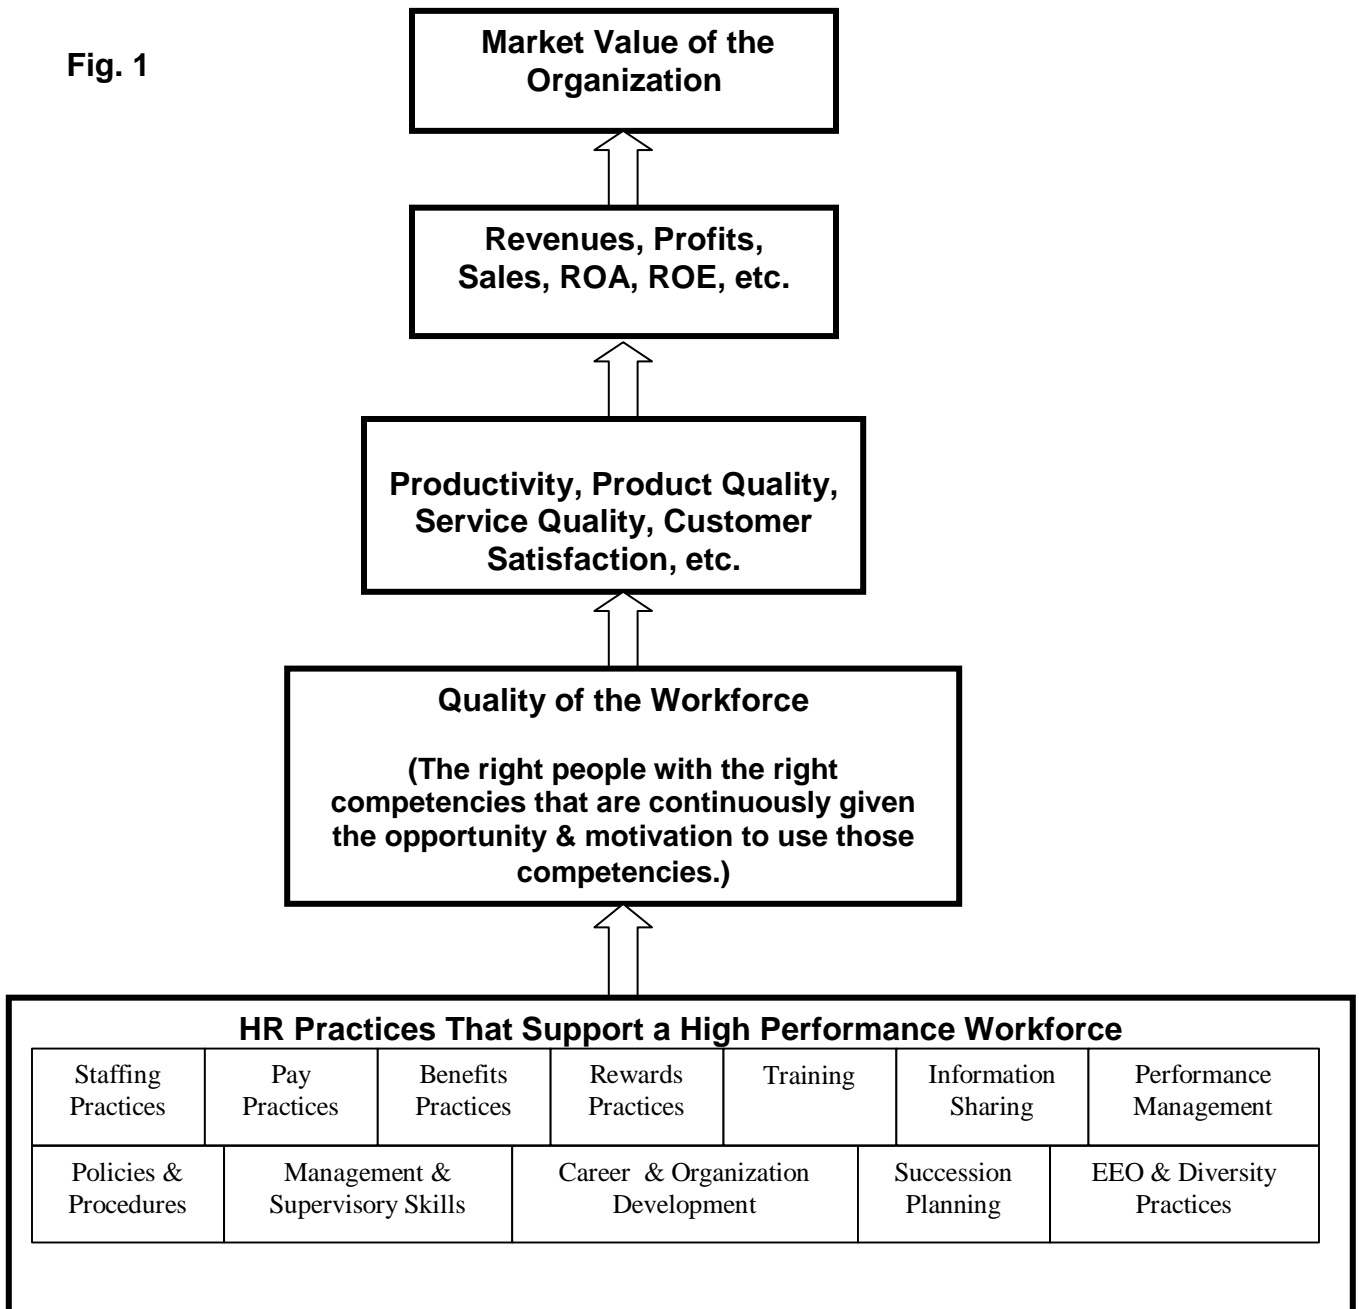 Fig. 1
Market Value of the
Organization
Revenues, Profits,
Sales, ROA, ROE, etc.
Productivity, Product Quality,
Service Quality, Customer
Satisfaction, etc.
Quality of the Workforce
(The right people with the right
competencies that are continuously given
the opportunity & motivation to use those
competencies.)
HR Practices That Support a High Performance Workforce
Staffing
Practices
Pay
Practices
Benefits
Practices
Rewards
Practices
Training
Information
Sharing
Performance
Management
Policies &
Procedures
Management &
Supervisory Skills
Career & Organization
Development
Succession
Planning
EEO & Diversity
Practices